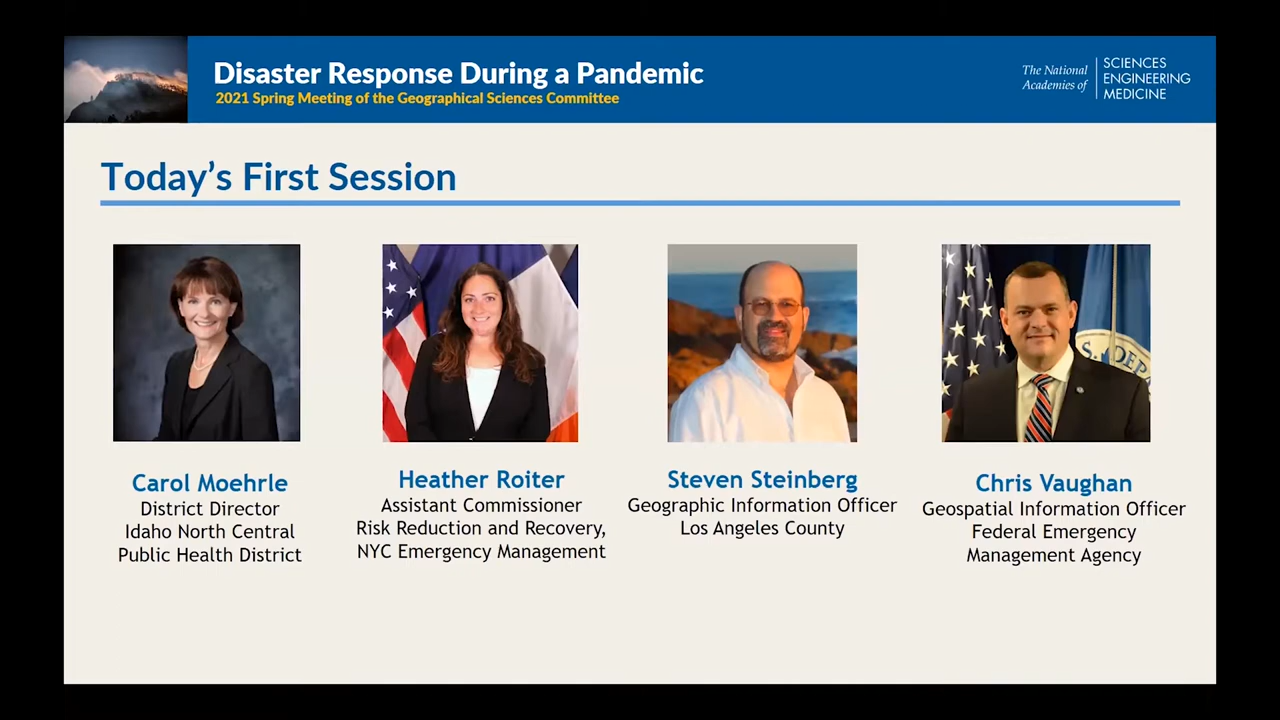 Disaster Response During a Pandemic
2021 Spring Meeting of the Geographical Sciences Committee
The National
Academies of
SCIENCES
ENGINEERING
MEDICINE
Today’s First Session
S. DEPA
Carol Moehrle
District Director
Idaho North Central
Public Health District
Heather Roiter
Assistant Commissioner
Risk Reduction and Recovery,
NYC Emergency Management
Steven Steinberg
Geographic Information Officer
Los Angeles County
Chris Vaughan
Geospatial Information Officer
Federal Emergency
Management Agency